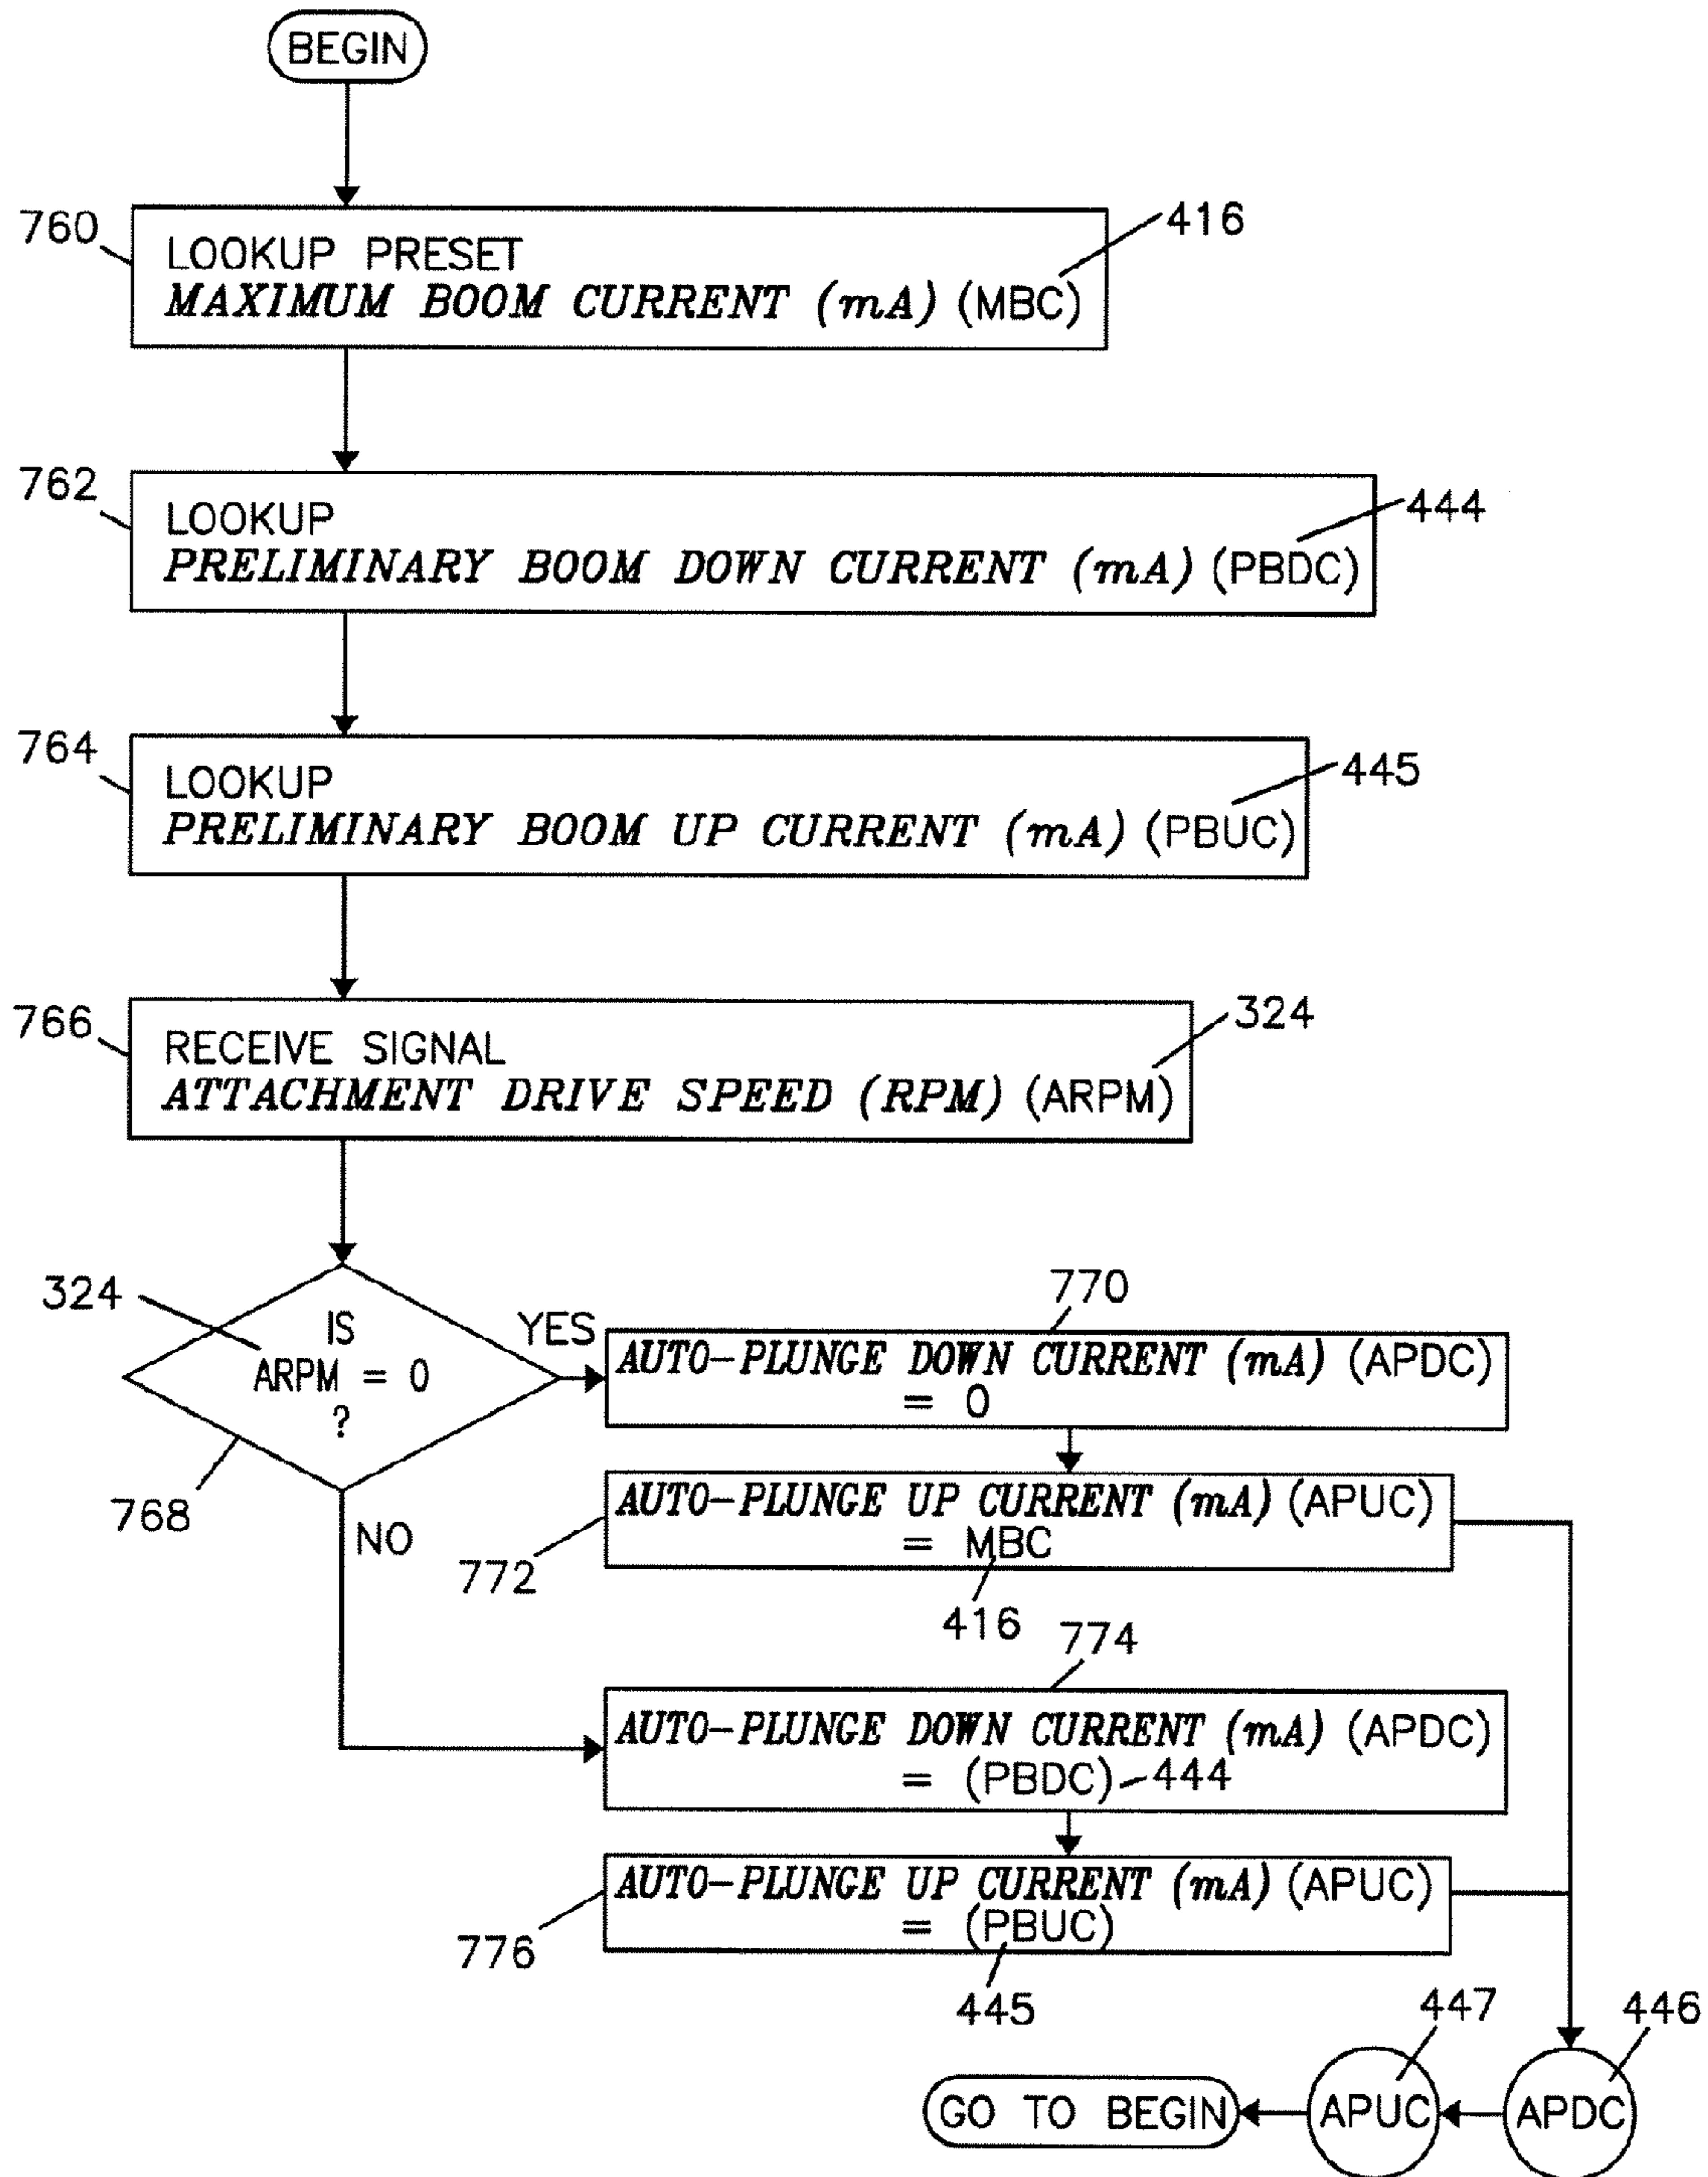 BEGIN
760
416
LOOKUP PRESET
MAXIMUM BOOM CURRENT (mA) (MBC)
762
444
LOOKUP
PRELIMINARY BOOM DOWN CURRENT (mA) (PBDC)
764
445
LOOKUP
PRELIMINARY BOOM UP CURRENT (mA) (PBUC)
766
324
RECEIVE SIGNAL
ATTACHMENT DRIVE SPEED (RPM) (ARPM)
324
IS
ARPM = 0
?
768
YES
NO
770
AUTO-PLUNGE DOWN CURRENT (mA) (APDC)
= 0
772
AUTO-PLUNGE UP CURRENT (mA) (APUC)
= MBC
416
774
AUTO-PLUNGE DOWN CURRENT (mA) (APDC)
= (PBDC) 444
776
AUTO-PLUNGE UP CURRENT (mA) (APUC)
= (PBUC)
445
447
446
GO TO BEGIN
APUC
APDC